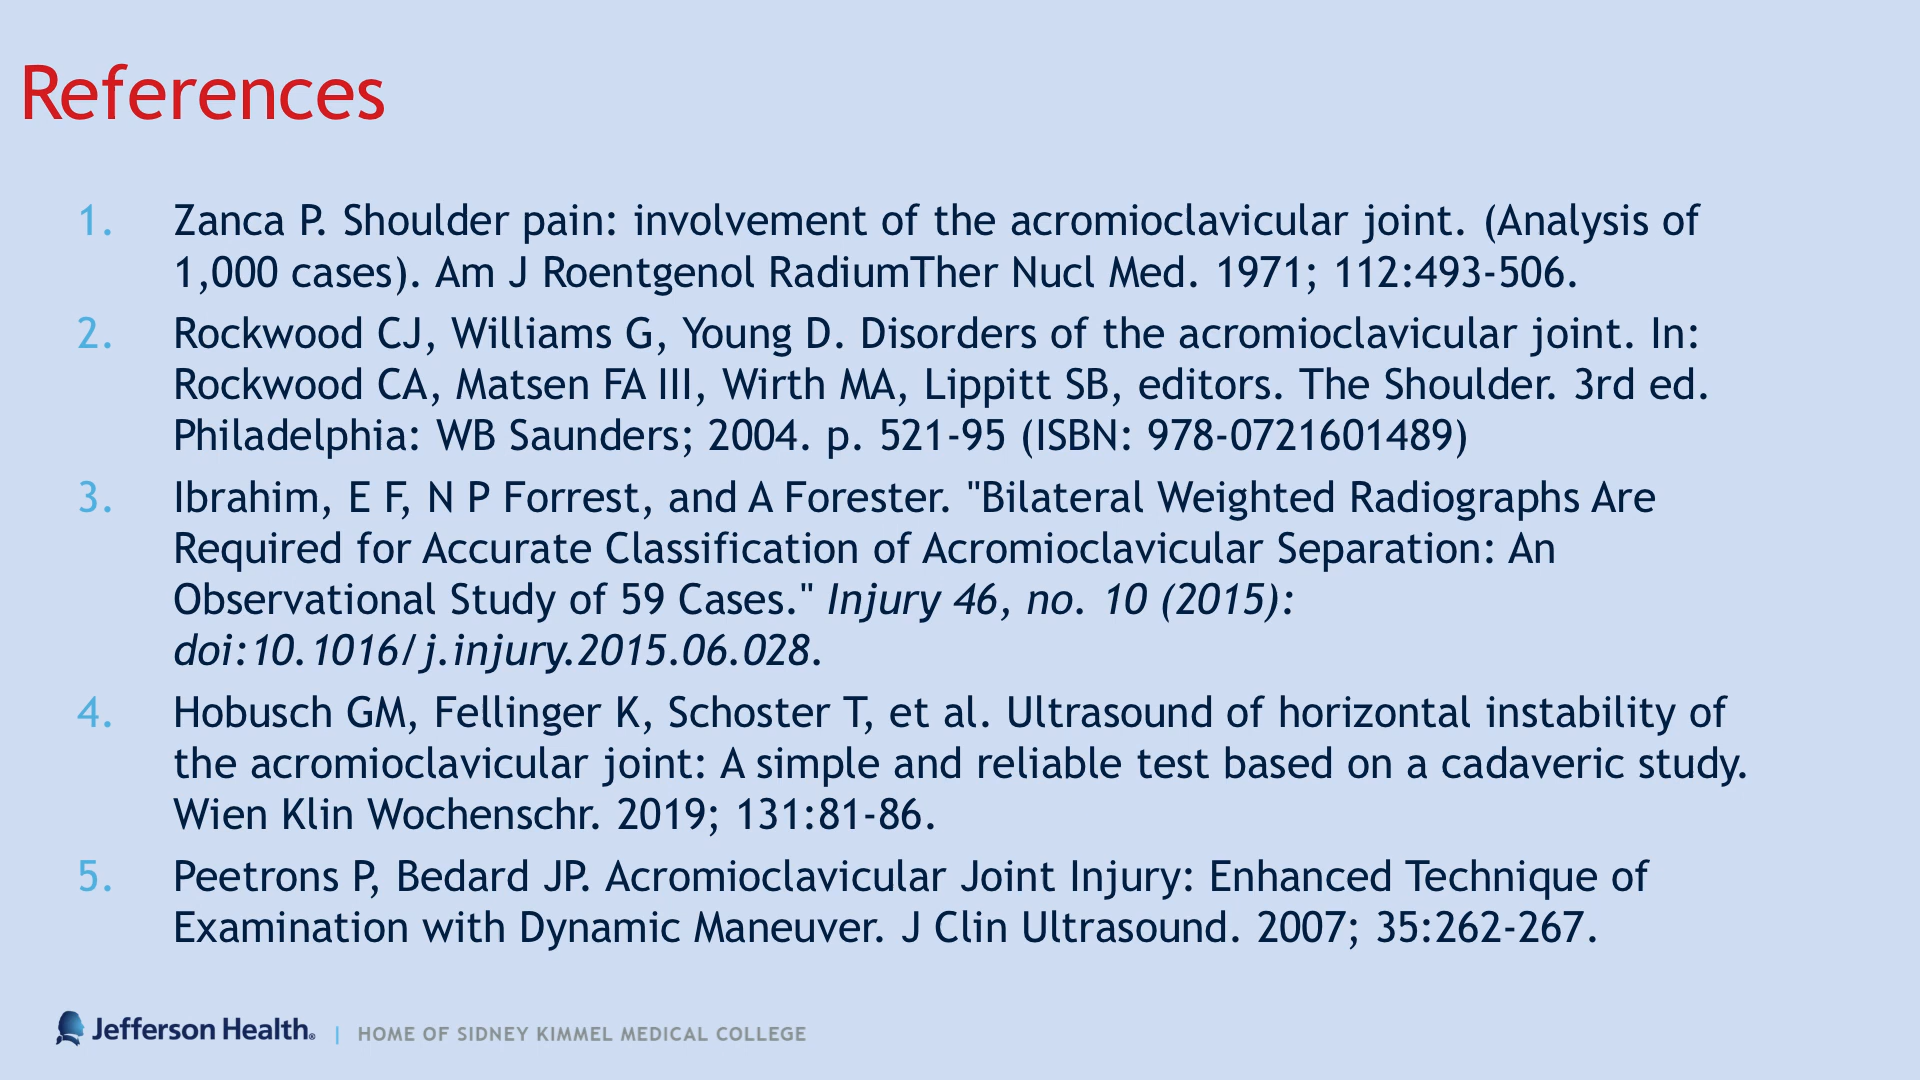 References
1. Zanca P. Shoulder pain: involvement of the acromioclavicular joint. (Analysis of
1,000 cases). Am J Roentgenol RadiumTher Nucl Med. 1971; 112:493-506.
2. Rockwood CJ, Williams G, Young D. Disorders of the acromioclavicular joint. In:
Rockwood CA, Matsen FA III, Wirth MA, Lippitt SB, editors. The Shoulder. 3rd ed.
Philadelphia: WB Saunders; 2004. p. 521-95 (ISBN: 978-0721601489)
3. Ibrahim, E F, N P Forrest, and A Forester. "Bilateral Weighted Radiographs Are
Required for Accurate Classification of Acromioclavicular Separation: An
Observational Study of 59 Cases." Injury 46, no. 10 (2015):
doi:10.1016/j.injury.2015.06.028.
4. Hobusch GM, Fellinger K, Schoster T, et al. Ultrasound of horizontal instability of
the acromioclavicular joint: A simple and reliable test based on a cadaveric study.
Wien Klin Wochenschr. 2019; 131:81-86.
5. Peetrons P, Bedard JP. Acromioclavicular Joint Injury: Enhanced Technique of
Examination with Dynamic Maneuver. J Clin Ultrasound. 2007; 35:262-267.
Jefferson Health® | HOME OF SIDNEY KIMMEL MEDICAL COLLEGE